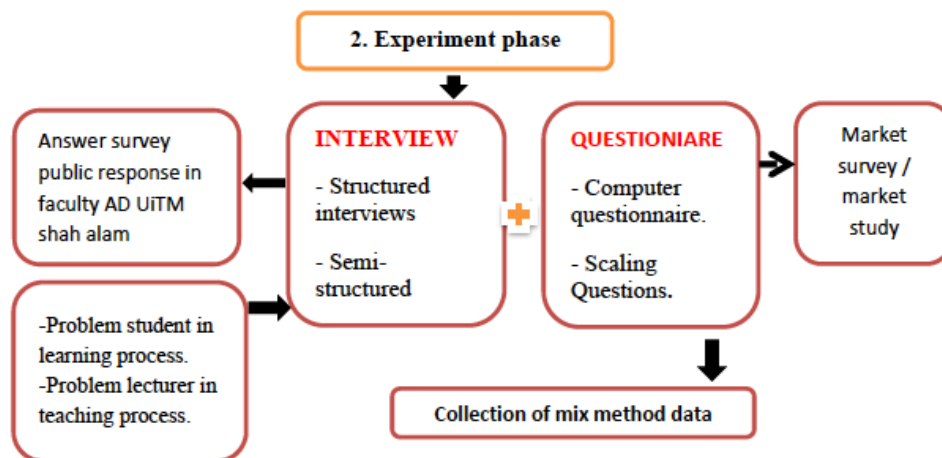 2. Experiment phase
Answer survey
public response in
faculty AD UiTM
shah alam
-Problem student in
learning process.
-Problem lecturer in
teaching process.
INTERVIEW
- Structured
interviews
- Semi-
structured
QUESTIONIARE
- Computer
questionnaire.
- Scaling
Questions.
Market
survey /
market
study
Collection of mix method data